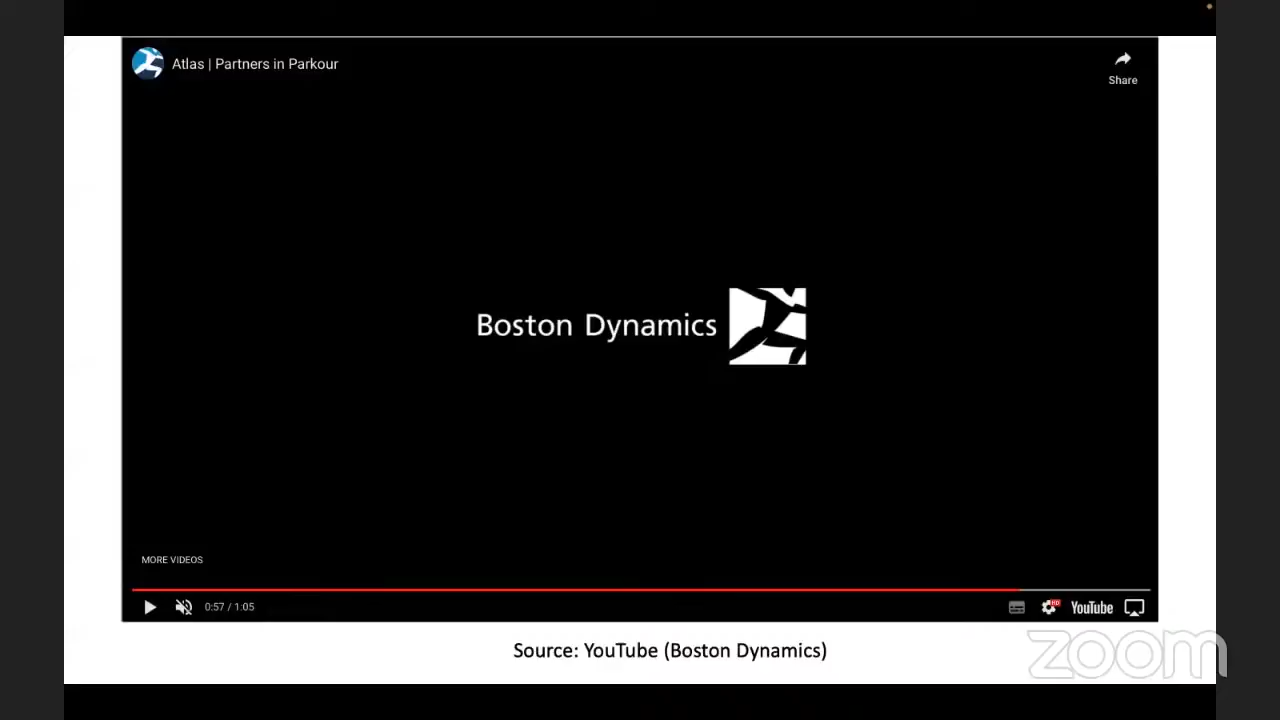 Atlas | Partners in Parkour
Share
Boston Dynamics
MORE VIDEOS
0:57 / 1:05
HD
YouTube
Source: YouTube (Boston Dynamics)
zoom